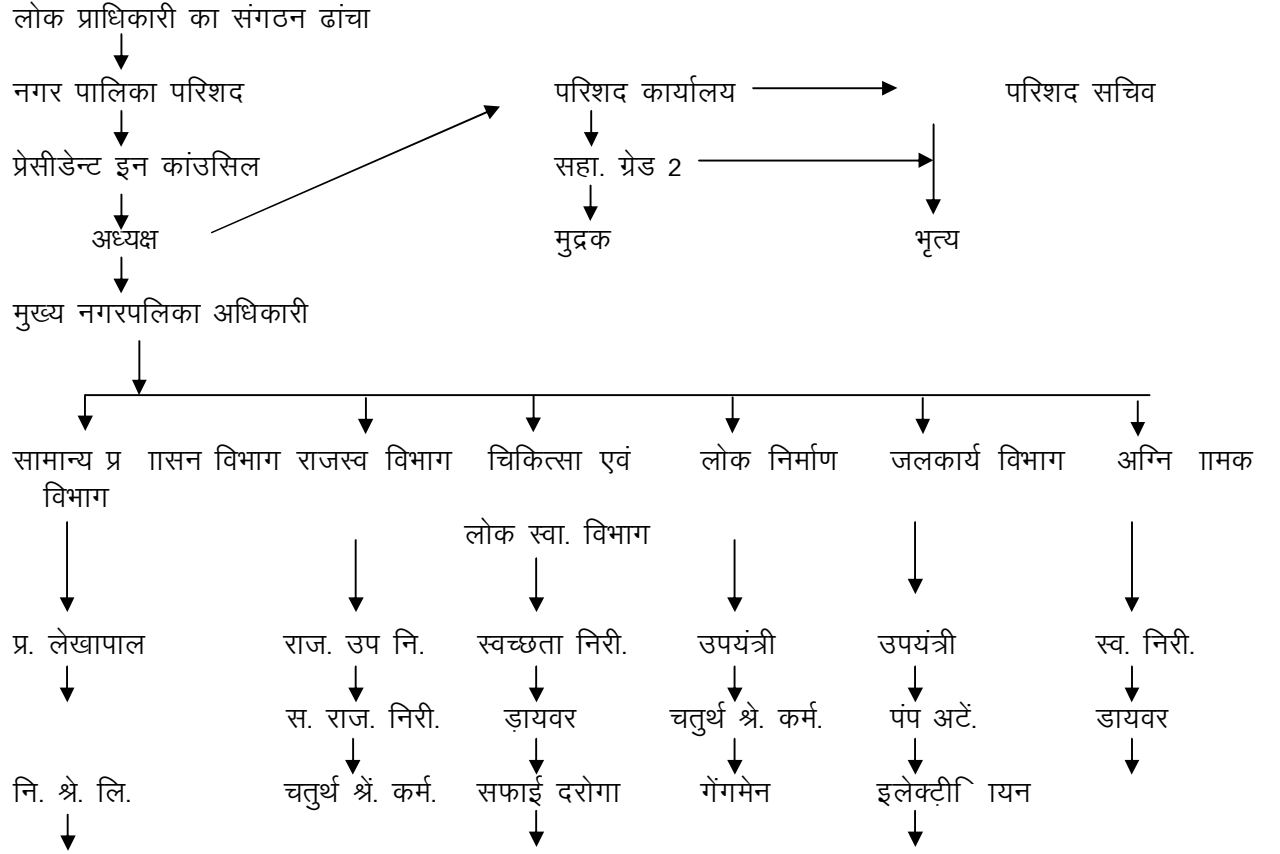 लोक प्राधिकारी का संगठन ढांचा
नगर पालिका परिशद परिशद कार्यालय परिशद सचिव
प्रेसीडेन्ट इन कांउसिल सहा. ग्रेड 2
अध्यक्ष मुद्रक भृत्य
मुख्य नगरपलिका अधिकारी
सामान्य प्र ाासन विभाग राजस्व विभाग चिकित्सा एवं लोक निर्माण जलकार्य विभाग अग्नि ाामक
विभाग
लोक स्वा. विभाग
प्र. लेखापाल राज. उप नि. स्वच्छता निरी. उपयंत्री उपयंत्री स्व. निरी.
स. राज. निरी. ड़ायवर चतुर्थ श्रे. कर्म. पंप अटें. डायवर
नि. श्रे. लि. चतुर्थ श्रें. कर्म. सफाई दरोगा गेंगमेन इलेक्ट्रीि ायन